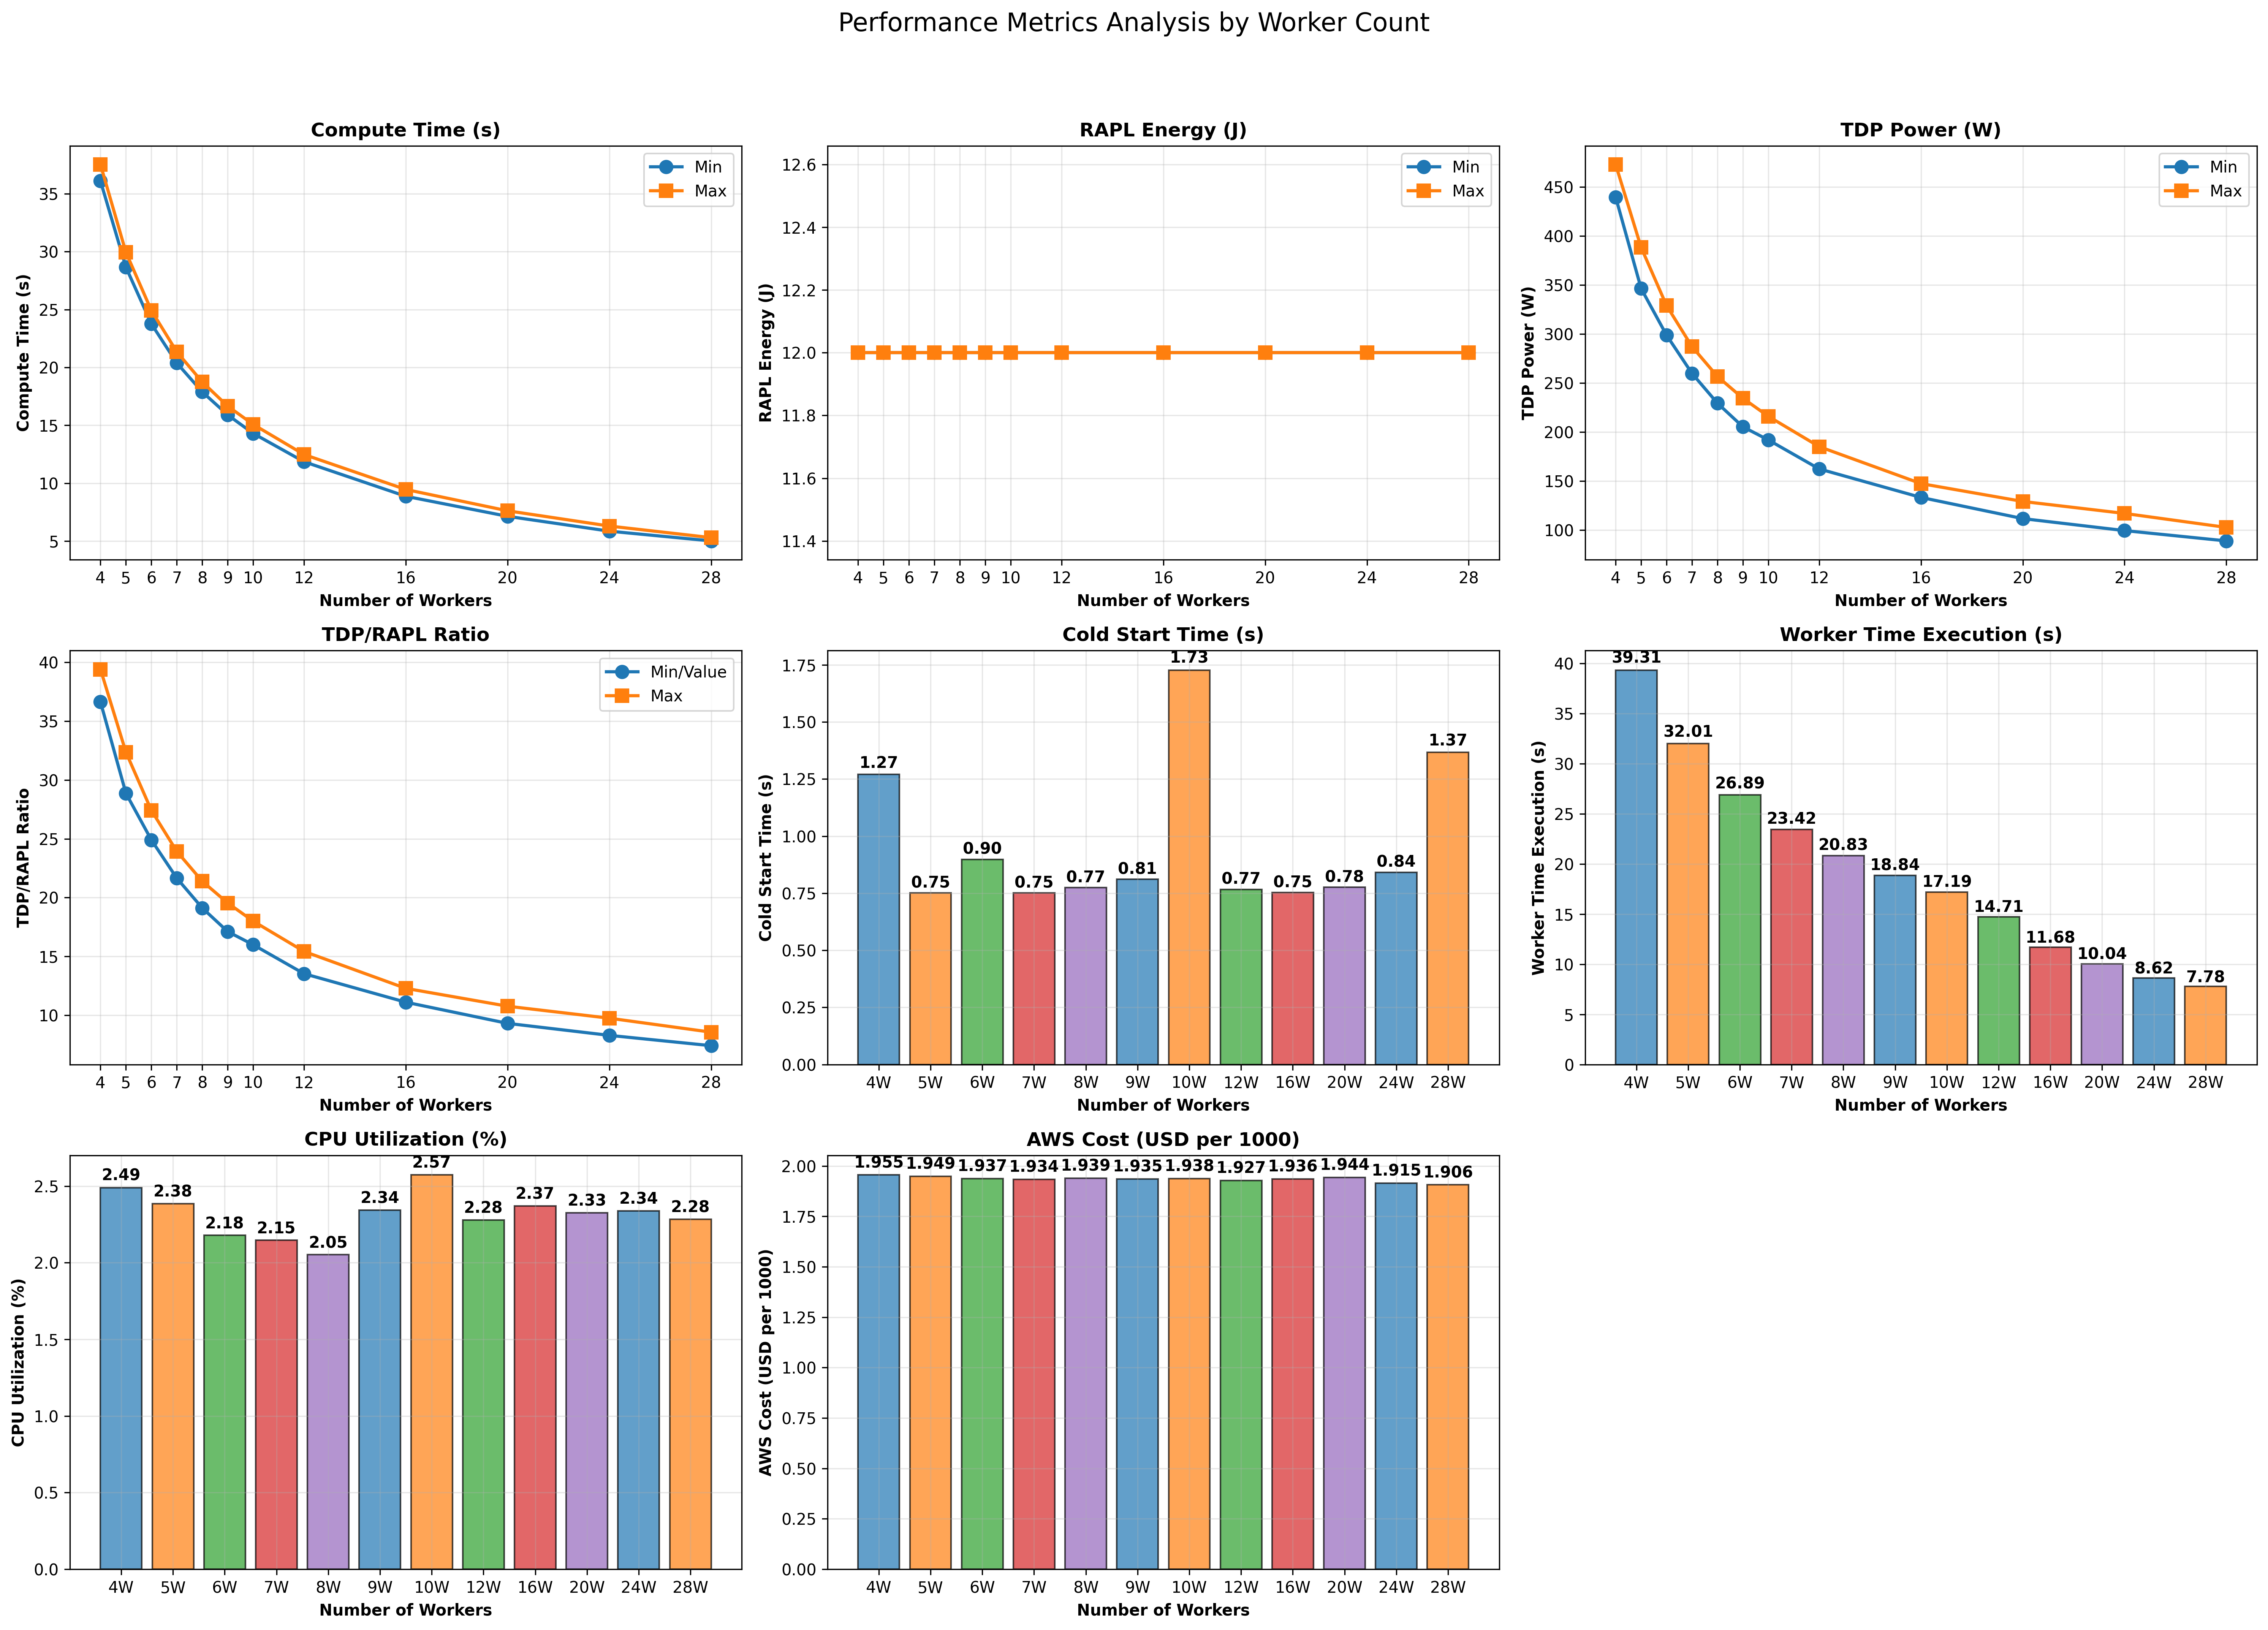 Performance Metrics Analysis by Worker Count
Compute Time (s)
Compute Time (s)
35
30
25
20
15
10
5
Min
Max
4 5 6 7 8 9 10 12 16 20 24 28
Number of Workers
RAPL Energy (J)
RAPL Energy (J)
12.6
12.4
12.2
12.0
11.8
11.6
11.4
Min
Max
4 5 6 7 8 9 10 12 16 20 24 28
Number of Workers
TDP Power (W)
TDP Power (W)
450
400
350
300
250
200
150
100
Min
Max
4 5 6 7 8 9 10 12 16 20 24 28
Number of Workers
TDP/RAPL Ratio
TDP/RAPL Ratio
40
35
30
25
20
15
10
Min/Value
Max
4 5 6 7 8 9 10 12 16 20 24 28
Number of Workers
Cold Start Time (s)
Cold Start Time (s)
1.75
1.50
1.25
1.00
0.75
0.50
0.25
0.00
1.27 0.75 0.90 0.75 0.77 0.81 1.73 0.77 0.75 0.78 0.84 1.37
4W 5W 6W 7W 8W 9W 10W 12W 16W 20W 24W 28W
Number of Workers
Worker Time Execution (s)
Worker Time Execution (s)
40
35
30
25
20
15
10
5
0
39.31 32.01 26.89 23.42 20.83 18.84 17.19 14.71 11.68 10.04 8.62 7.78
4W 5W 6W 7W 8W 9W 10W 12W 16W 20W 24W 28W
Number of Workers
CPU Utilization (%)
CPU Utilization (%)
2.5
2.0
1.5
1.0
0.5
0.0
2.49 2.38 2.18 2.15 2.05 2.34 2.57 2.28 2.37 2.33 2.34 2.28
4W 5W 6W 7W 8W 9W 10W 12W 16W 20W 24W 28W
Number of Workers
AWS Cost (USD per 1000)
AWS Cost (USD per 1000)
2.00
1.75
1.50
1.25
1.00
0.75
0.50
0.25
0.00
1.955 1.949 1.937 1.934 1.939 1.935 1.938 1.927 1.936 1.944 1.915 1.906
4W 5W 6W 7W 8W 9W 10W 12W 16W 20W 24W 28W
Number of Workers